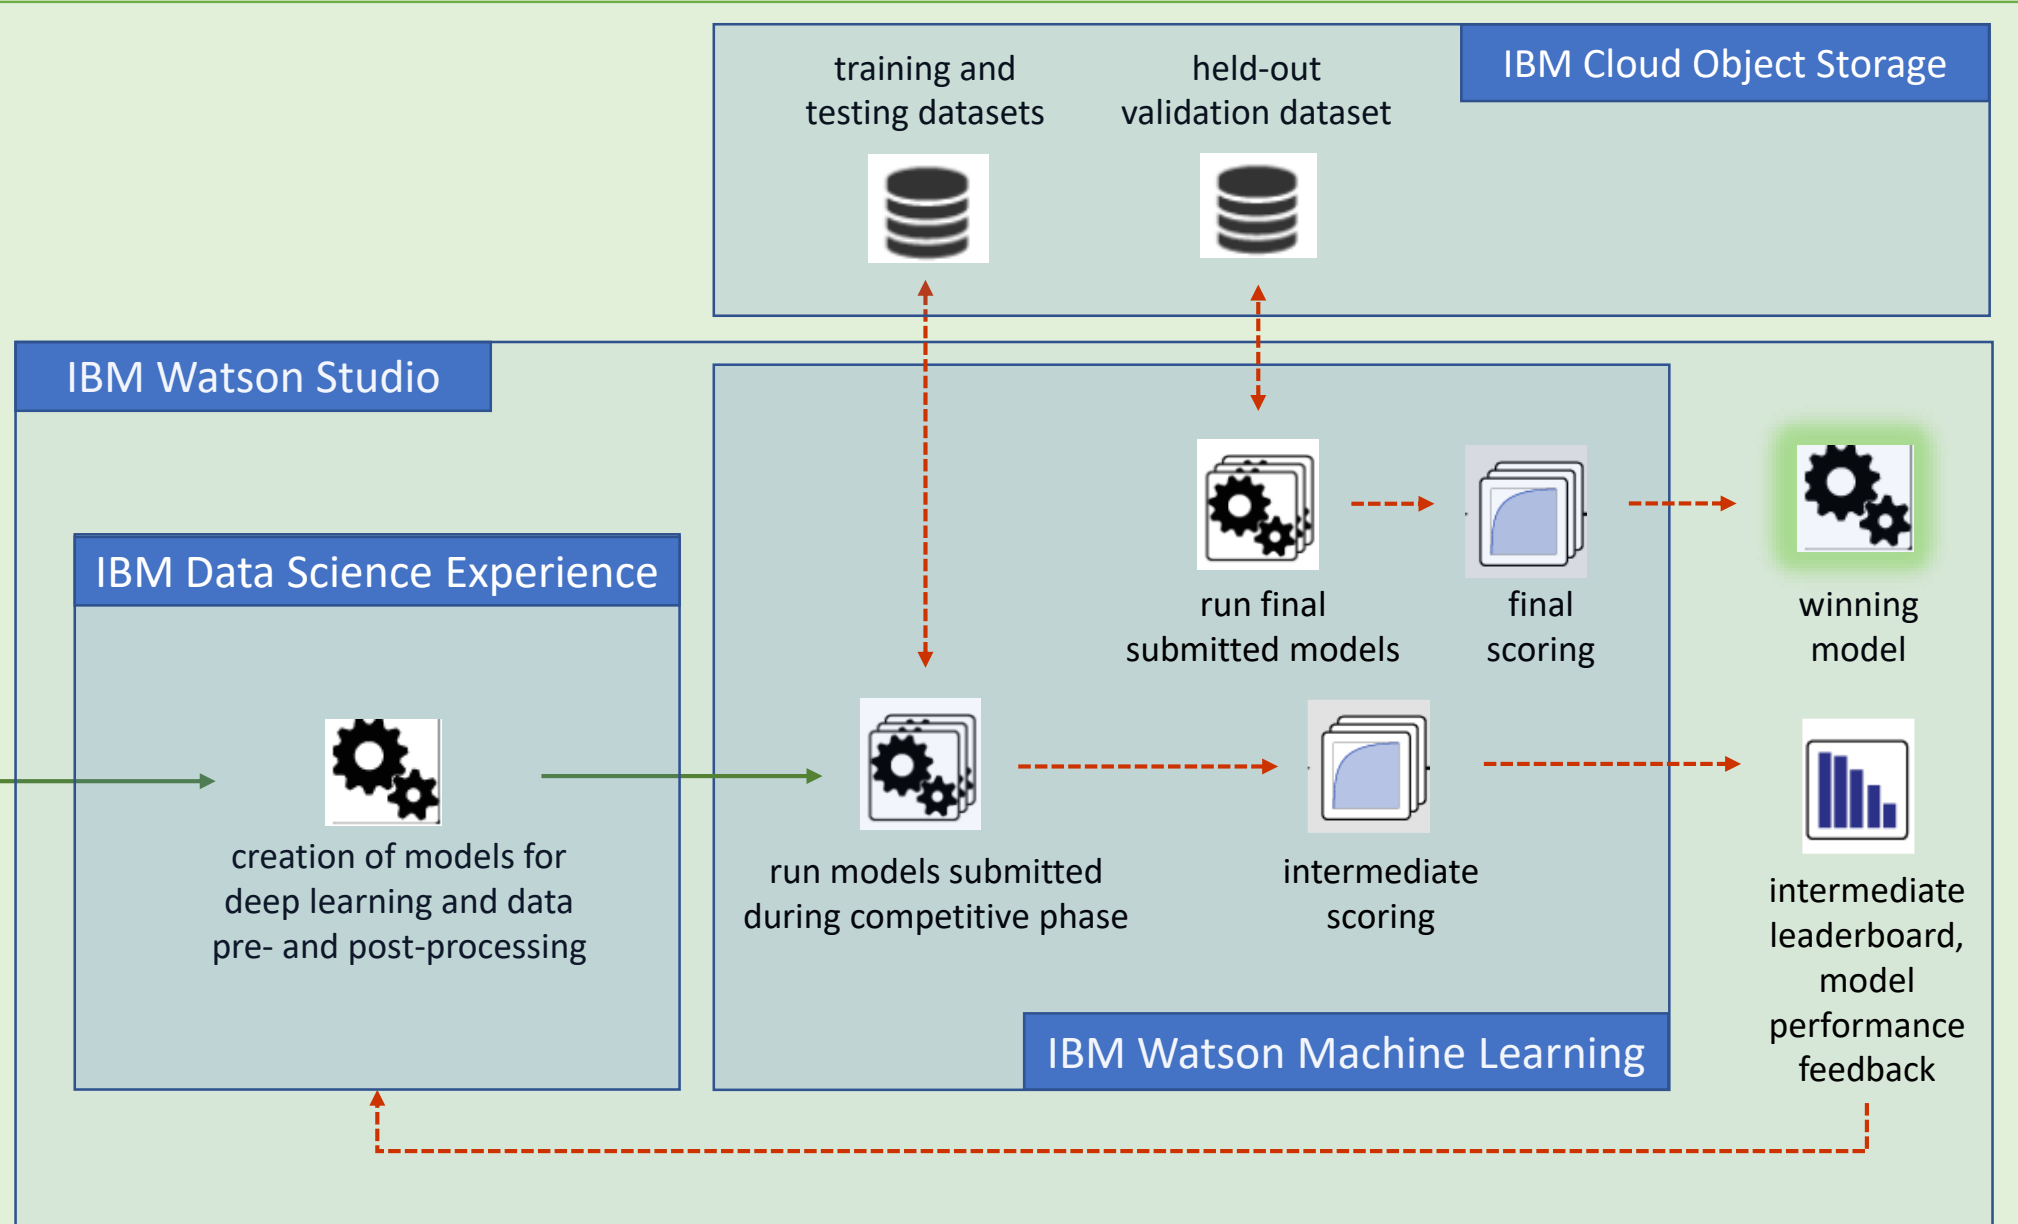 training and
testing datasets
held-out
validation dataset
IBM Cloud Object Storage
IBM Watson Studio
IBM Data Science Experience
creation of models for
deep learning and data
pre- and post-processing
run final
submitted models
final
scoring
winning
model
run models submitted
during competitive phase
intermediate
scoring
intermediate
leaderboard,
model
performance
feedback
IBM Watson Machine Learning